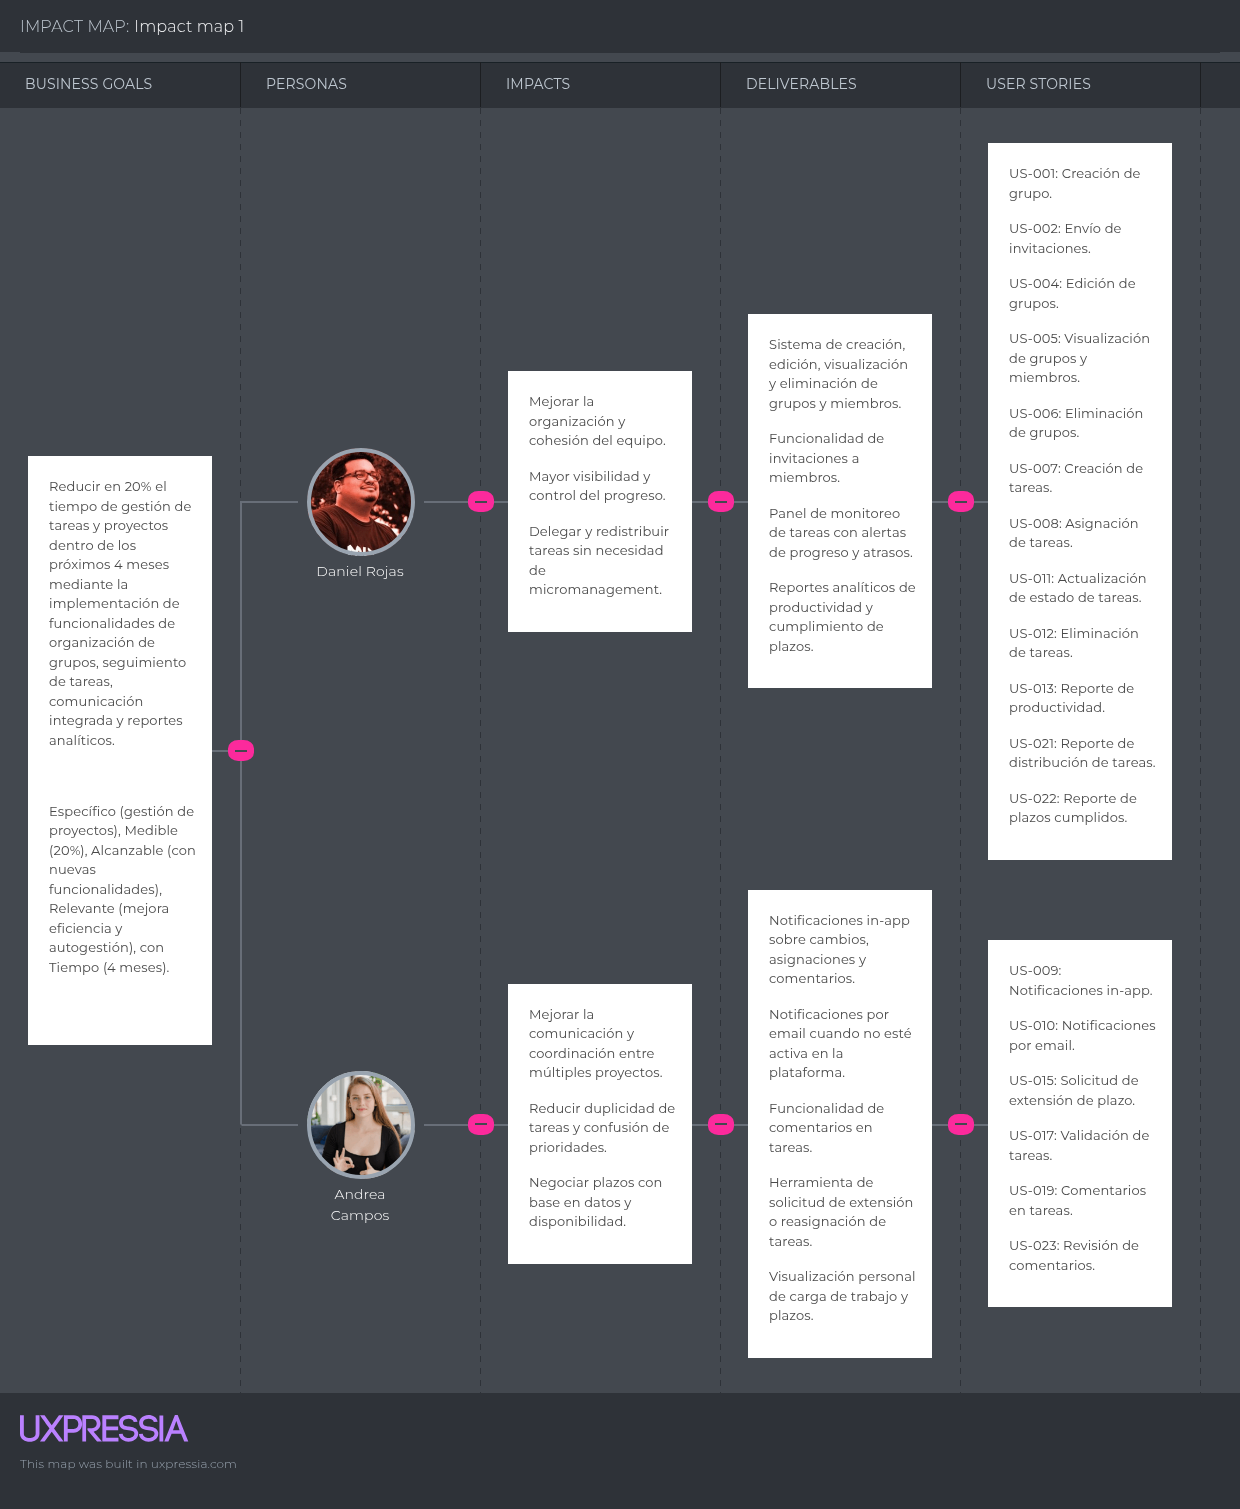 IMPACT MAP: Impact map 1
BUSINESS GOALS
PERSONAS
IMPACTS
DELIVERABLES
USER STORIES
Reducir en 20% el
tiempo de gestión de
tareas y proyectos
dentro de los
próximos 4 meses
mediante la
implementación de
funcionalidades de
organización de
grupos, seguimiento
de tareas,
comunicación
integrada y reportes
analíticos.
Específico (gestión de
proyectos), Medible
(20%), Alcanzable (con
nuevas
funcionalidades),
Relevante (mejora
eficiencia y
autogestión), con
Tiempo (4 meses).
Daniel Rojas
Mejorar la
organización y
cohesión del equipo.
Mayor visibilidad y
control del progreso.
Delegar y redistribuir
tareas sin necesidad
de
micromanagement.
Sistema de creación,
edición, visualización
y eliminación de
grupos y miembros.
Funcionalidad de
invitaciones a
miembros.
Panel de monitoreo
de tareas con alertas
de progreso y atrasos.
Reportes analíticos de
productividad y
cumplimiento de
plazos.
US-001: Creación de
grupo.
US-002: Envío de
invitaciones.
US-004: Edición de
grupos.
US-005: Visualización
de grupos y
miembros.
US-006: Eliminación
de grupos.
US-007: Creación de
tareas.
US-008: Asignación
de tareas.
US-011: Actualización
de estado de tareas.
US-012: Eliminación
de tareas.
US-013: Reporte de
productividad.
US-021: Reporte de
distribución de tareas.
US-022: Reporte de
plazos cumplidos.
Andrea
Campos
Mejorar la
comunicación y
coordinación entre
múltiples proyectos.
Reducir duplicidad de
tareas y confusión de
prioridades.
Negociar plazos con
base en datos y
disponibilidad.
Notificaciones in-app
sobre cambios,
asignaciones y
comentarios.
Notificaciones por
email cuando no esté
activa en la
plataforma.
Funcionalidad de
comentarios en
tareas.
Herramienta de
solicitud de extensión
o reasignación de
tareas.
Visualización personal
de carga de trabajo y
plazos.
US-009:
Notificaciones in-app.
US-010: Notificaciones
por email.
US-015: Solicitud de
extensión de plazo.
US-017: Validación de
tareas.
US-019: Comentarios
en tareas.
US-023: Revisión de
comentarios.
UXPRESSIA
This map was built in uxpressia.com